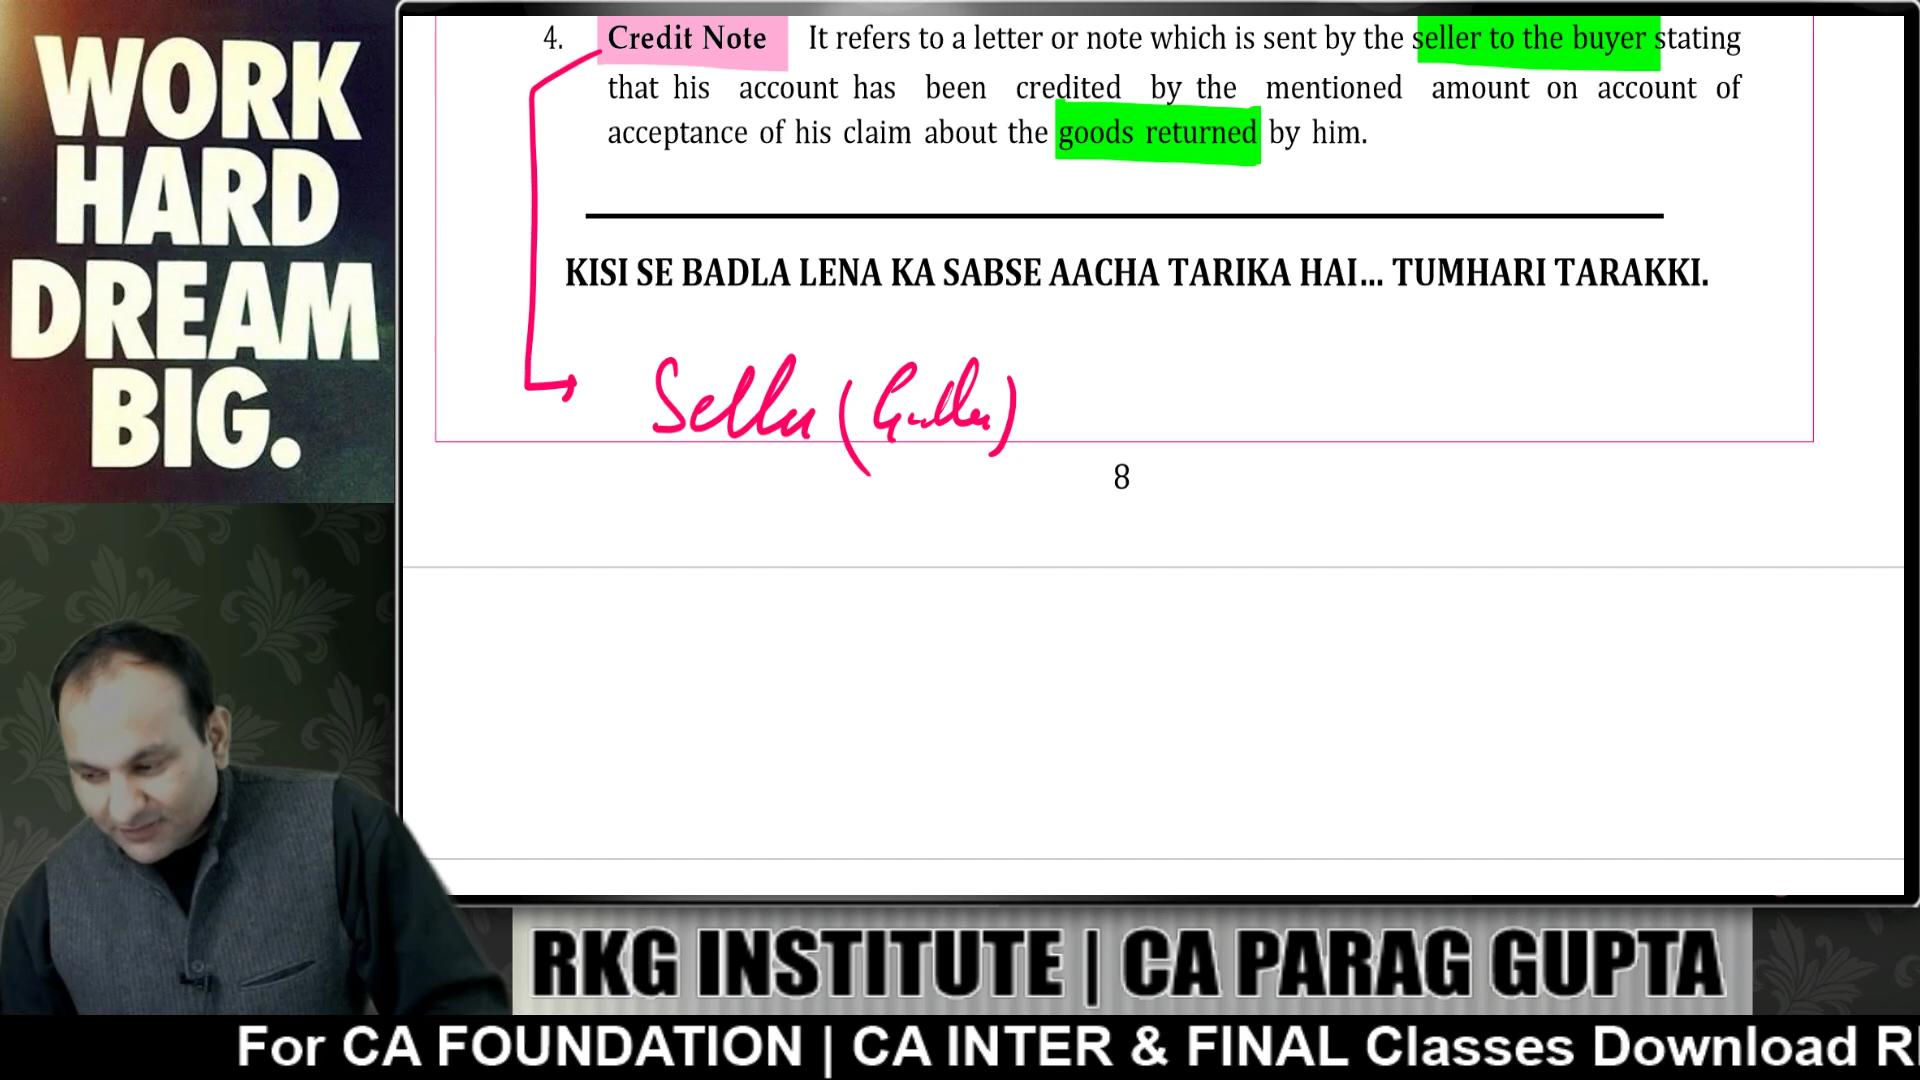 WORK
HARD
DREAM
BIG.
4. Credit Note It refers to a letter or note which is sent by the seller to the buyer stating
that his account has been credited by the mentioned amount on account of
acceptance of his claim about the goods returned by him.
KISI SE BADLA LENA KA SABSE AACHA TARIKA HAI... TUMHARI TARAKKI.
Seller
8
RKG INSTITUTE | CA PARAG GUPTA
For CA FOUNDATION | CA INTER & FINAL Classes Download